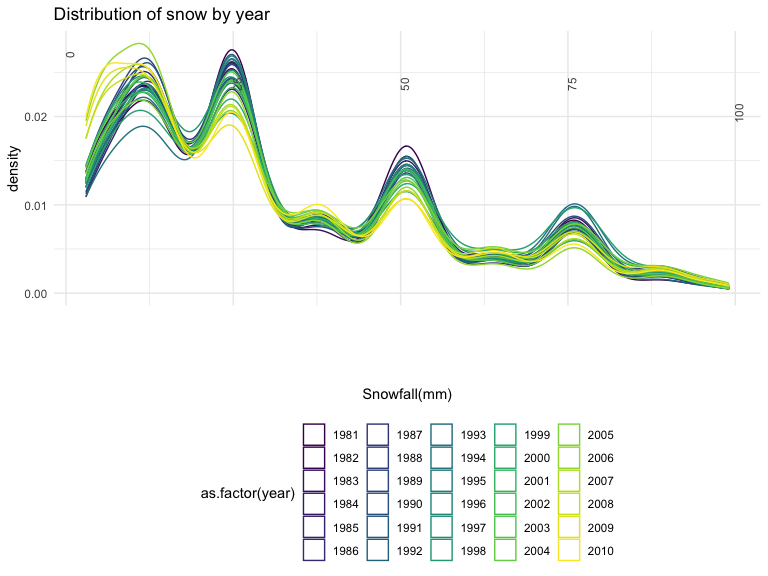 Distribution of snow by year
0
50
75
100
0.02
0.01
0.00
density
Snowfall(mm)
as.factor(year)
1981 1987 1993 1999 2005
1982 1988 1994 2000 2006
1983 1989 1995 2001 2007
1984 1990 1996 2002 2008
1985 1991 1997 2003 2009
1986 1992 1998 2004 2010